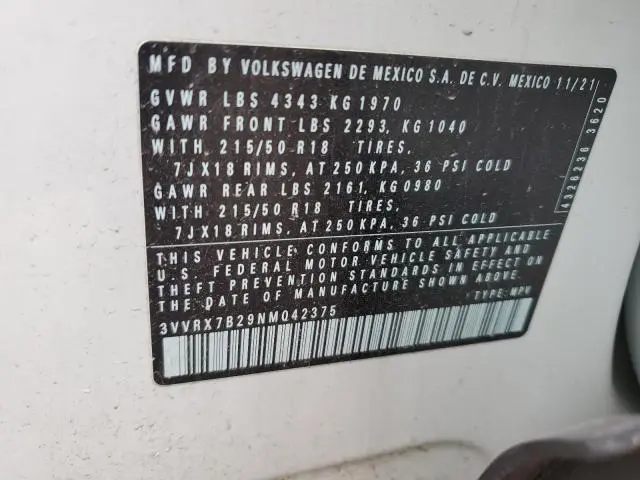 MFD BY VOLKSWAGEN DE MEXICO S.A. DE C.V. MEXICO 11/21
GVWR LBS 4343 KG 1970
GAWR FRONT LBS 2293, KG 1040
WITH 215/50 R18 TIRES,
7JX18 RIMS, AT 250 KPA, 36 PSI COLD
GAWR REAR LBS 2161, KG 0980
WITH 215/50 R18 TIRES,
7JX18 RIMS, AT 250 KPA, 36 PSI COLD
THIS VEHICLE CONFORMS TO ALL APPLICABLE
U.S. FEDERAL MOTOR VEHICLE SAFETY AND
THEFT PREVENTION STANDARDS IN EFFECT ON
THE DATE OF MANUFACTURE SHOWN ABOVE.
3VVRX7B29NM042375 TYPE: MPV
4326236 3620